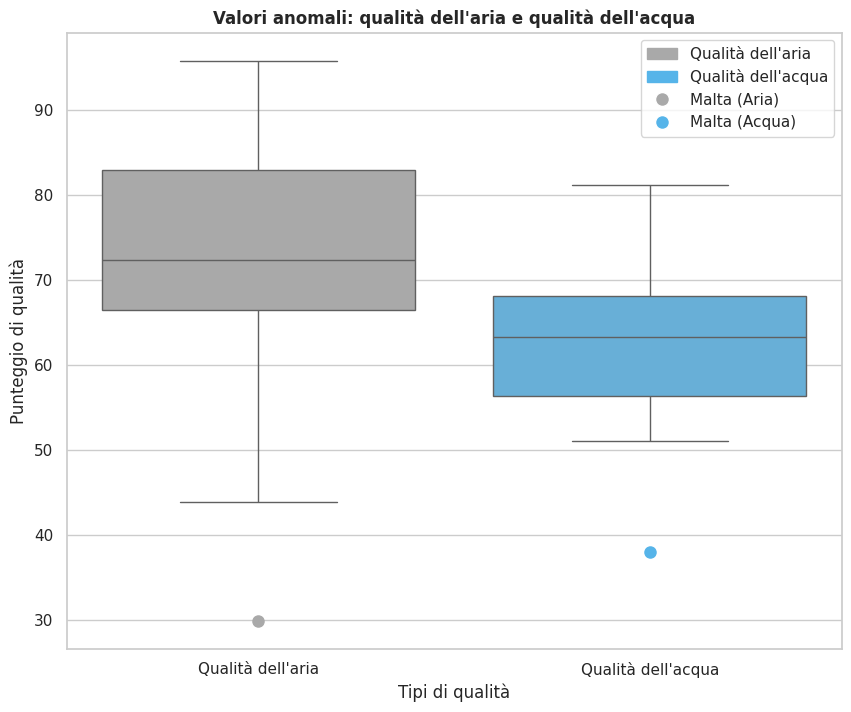 Valori anomali: qualità dell'aria e qualità dell'acqua
Qualità dell'aria
Qualità dell'acqua
Malta (Aria)
Malta (Acqua)
Punteggio di qualità
90
80
70
60
50
40
30
Qualità dell'aria
Qualità dell'acqua
Tipi di qualità